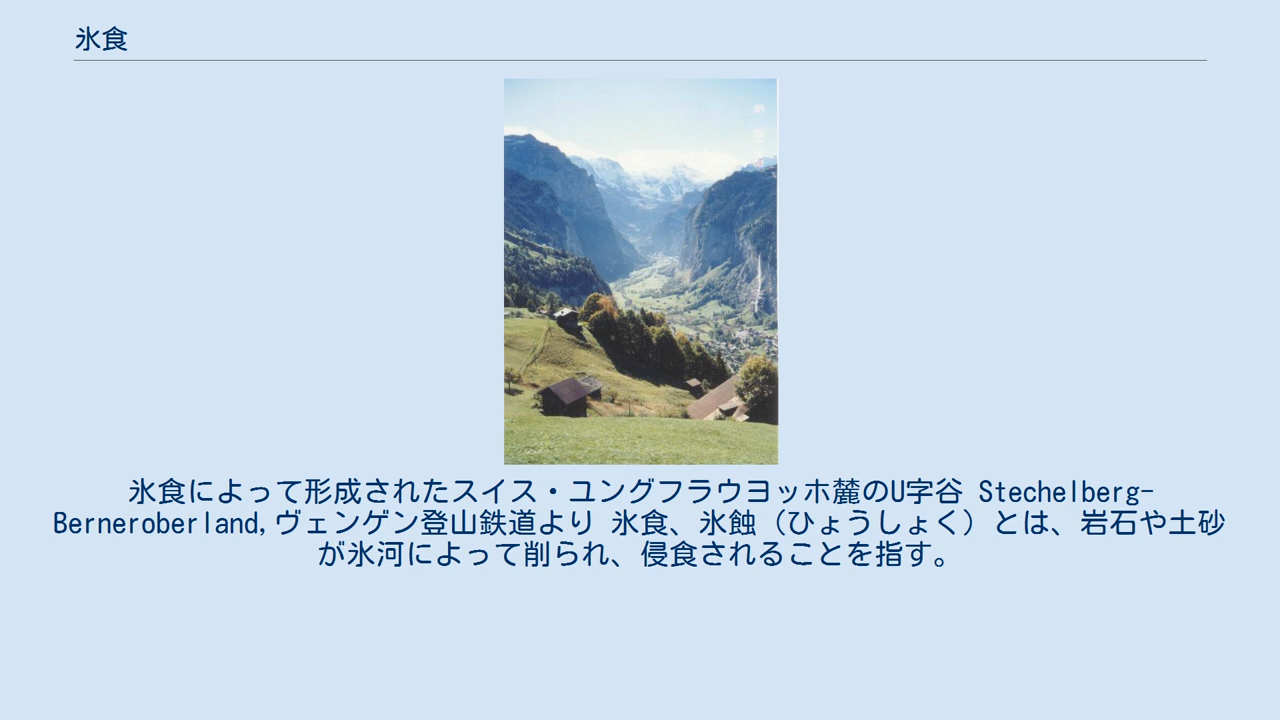 氷食
氷食によって形成されたスイス・ユングフラウヨッホ麓のU字谷 Stechelberg-
Berneroberland,ヴェンゲン登山鉄道より 氷食、氷蝕（ひょうしょく）とは、岩石や土砂
が氷河によって削られ、侵食されることを指す。